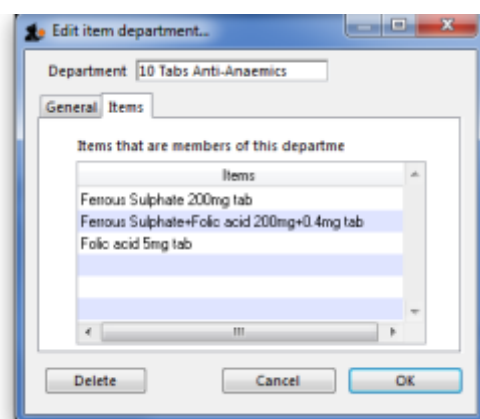 Edit item department...
Department 10 Tabs Anti-Anaemics
General Items
Items that are members of this departme
Items
Ferrous Sulphate 200mg tab
Ferrous Sulphate+Folic acid 200mg+0.4mg tab
Folic acid 5mg tab
Delete Cancel OK